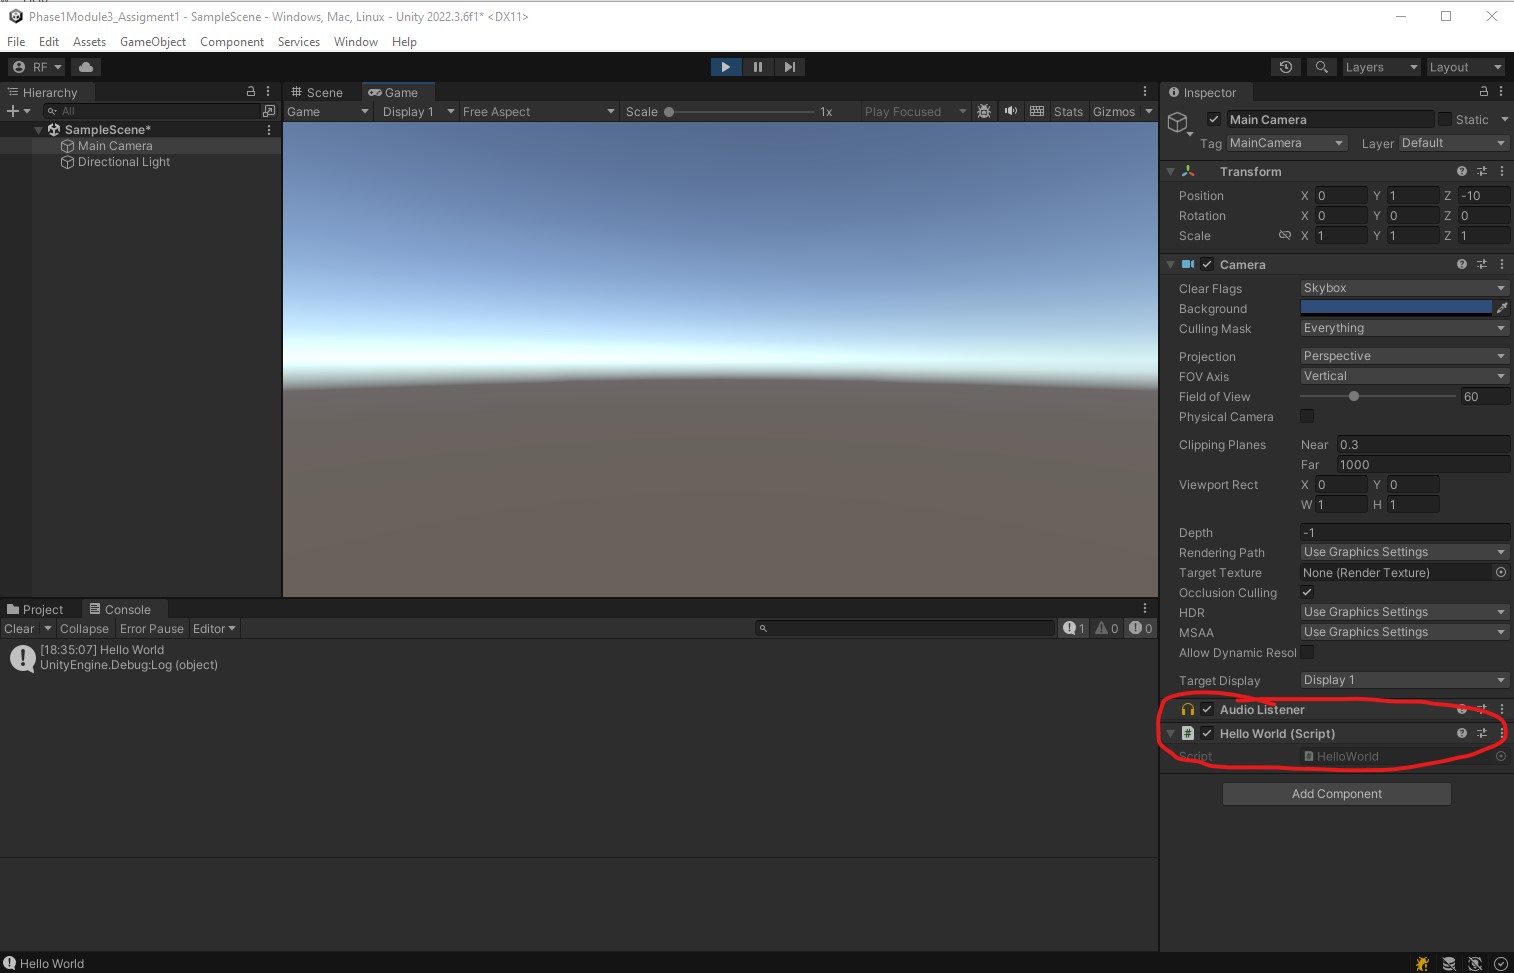 Phase1Module3_Assigment1 - SampleScene - Windows, Mac, Linux - Unity 2022.3.6f1* <DX11>
File Edit Assets GameObject Component Services Window Help
RF Layers Layout
Hierarchy
All
SampleScene*
Main Camera
Directional Light
Scene Game
Game Display 1 Free Aspect Scale 1x Play Focused Stats Gizmos
Inspector
Main Camera Static
Tag MainCamera Layer Default
Transform
Position X 0 Y 1 Z -10
Rotation X 0 Y 0 Z 0
Scale X 1 Y 1 Z 1
Camera
Clear Flags Skybox
Background
Culling Mask Everything
Projection Perspective
FOV Axis Vertical
Field of View 60
Physical Camera
Clipping Planes Near 0.3
Far 1000
Viewport Rect X 0 Y 0
W 1 H 1
Depth -1
Rendering Path Use Graphics Settings
Target Texture None (Render Texture)
Occlusion Culling
HDR Use Graphics Settings
MSAA Use Graphics Settings
Allow Dynamic Resol
Target Display Display 1
Audio Listener
# Hello World (Script)
Script HelloWorld
Add Component
Project Console
Clear Collapse Error Pause Editor 1 0 0
[18:35:07] Hello World
UnityEngine.Debug:Log (object)
Hello World